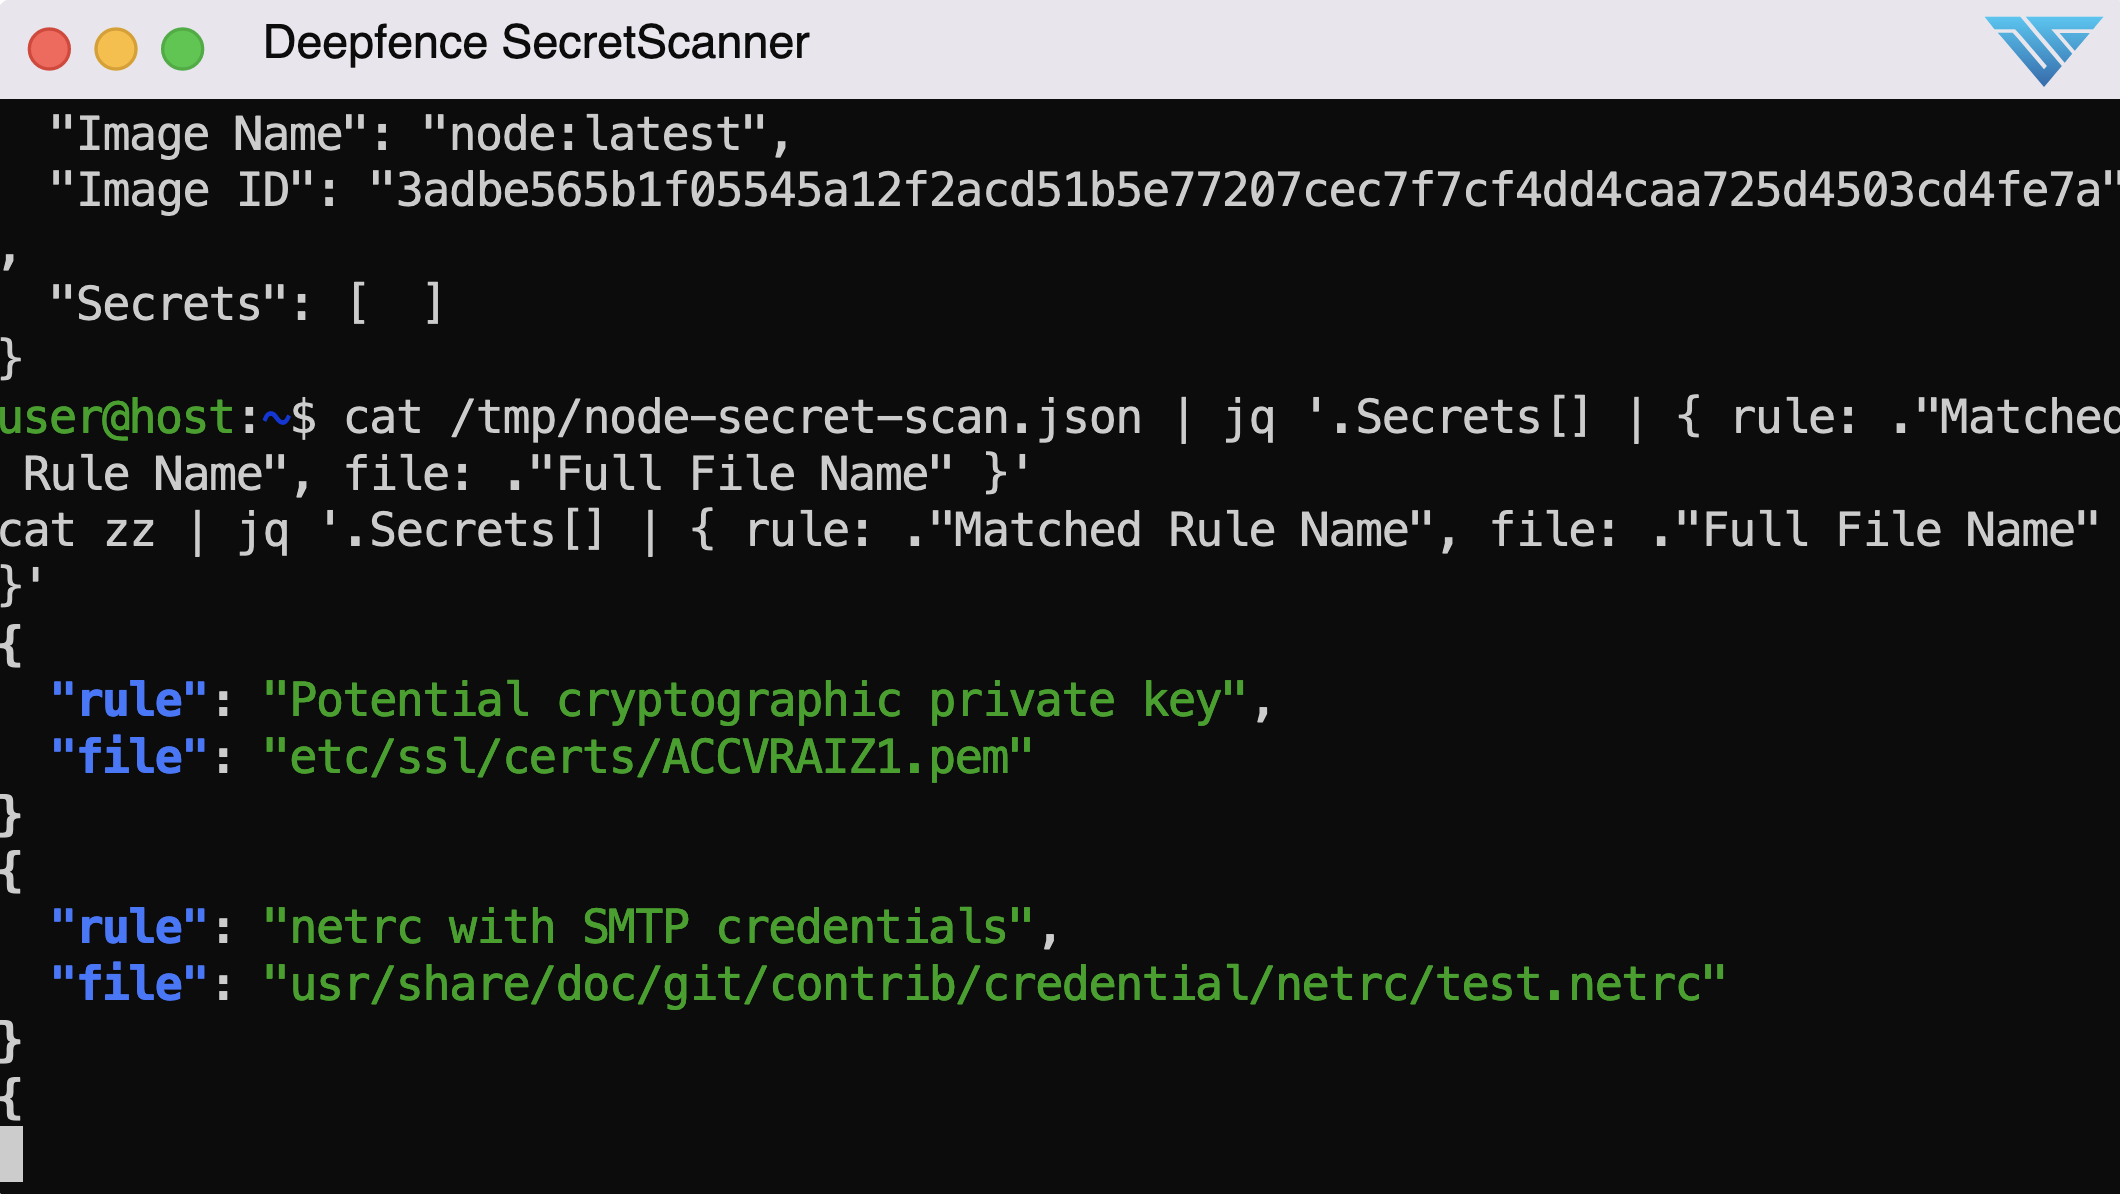 Deepfence SecretScanner
"Image Name": "node:latest",
"Image ID": "3adbe565b1f05545a12f2acd51b5e77207cec7f7cf4dd4caa725d4503cd4fe7a"
,
"Secrets": [  ]
}
user@host:~$ cat /tmp/node-secret-scan.json | jq '.Secrets[] | { rule: ."Matched
Rule Name", file: ."Full File Name" }'
cat zz | jq '.Secrets[] | { rule: ."Matched Rule Name", file: ."Full File Name"
}'
{
"rule": "Potential cryptographic private key",
"file": "etc/ssl/certs/ACCVRAIZ1.pem"
}
{
"rule": "netrc with SMTP credentials",
"file": "usr/share/doc/git/contrib/credential/netrc/test.netrc"
}
{